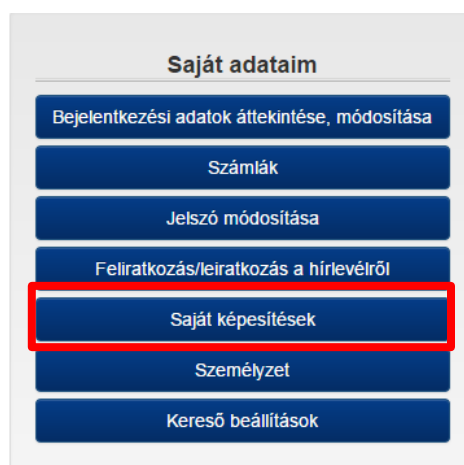 Saját adataim
Bejelentkezési adatok áttekintése, módosítása
Számlák
Jelszó módosítása
Feliratkozás/leiratkozás a hírlevélről
Saját képesítések
Személyzet
Kereső beállítások